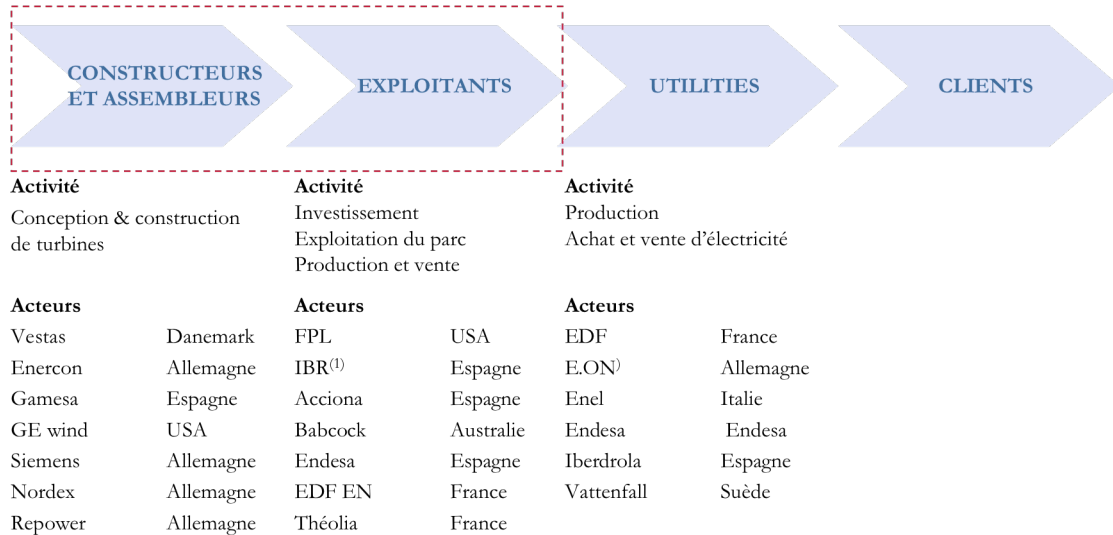 CONSTRUCTEURS
ET ASSEMBLEURS
EXPLOITANTS
UTILITIES
CLIENTS
Activité
Conception & construction
de turbines
Activité
Investissement
Exploitation du parc
Production et vente
Activité
Production
Achat et vente d'électricité
Acteurs
Vestas Danemark
Enercon Allemagne
Gamesa Espagne
GE wind USA
Siemens Allemagne
Nordex Allemagne
Repower Allemagne
Acteurs
FPL USA
IBR(1) Espagne
Acciona Espagne
Babcock Australie
Endesa Espagne
EDF EN France
Théolia France
Acteurs
EDF France
E.ON) Allemagne
Enel Italie
Endesa Endesa
Iberdrola Espagne
Vattenfall Suède